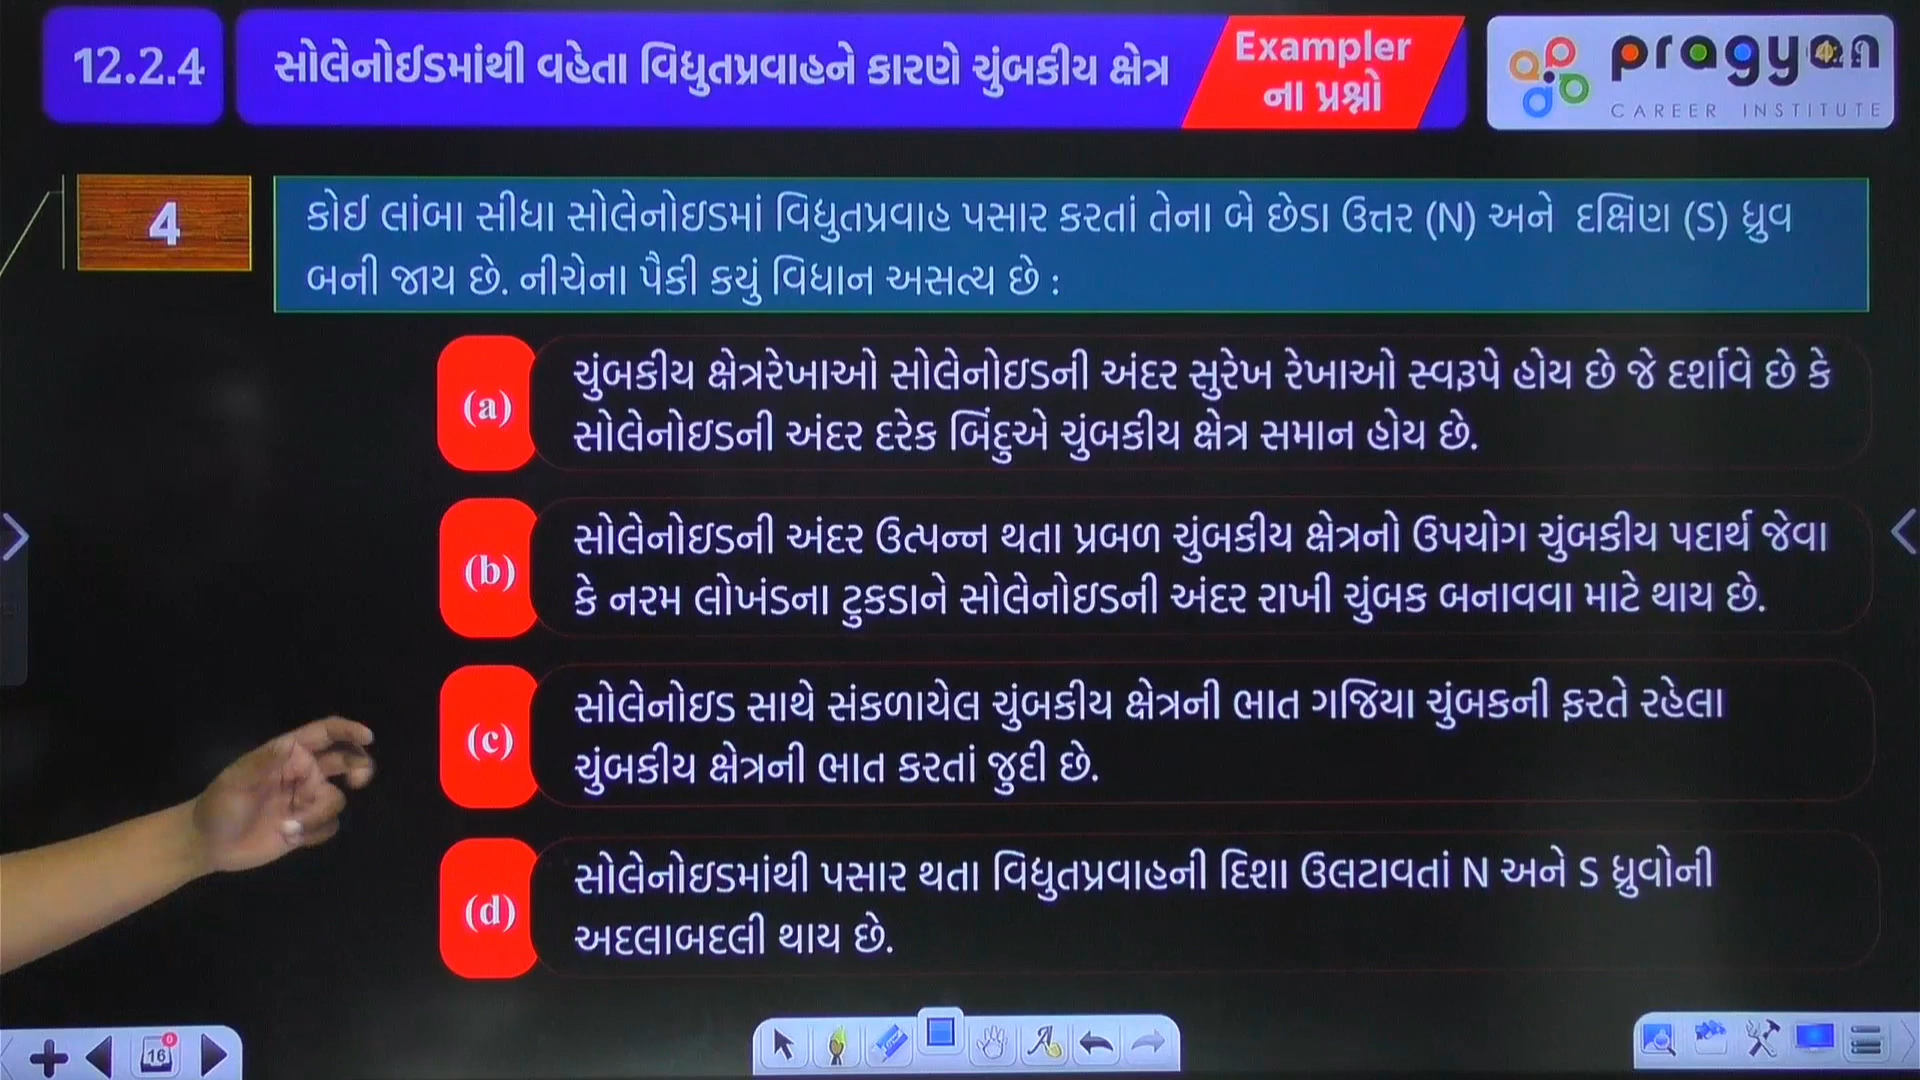 12.2.4
સોલેનોઈડમાંથી વહેતા વિદ્યુતપ્રવાહને કારણે ચુંબકીય ક્ષેત્ર
Exampler
ના પ્રશ્નો
pragyan
CAREER INSTITUTE
4
કોઈ લાંબા સીધા સોલેનોઇડમાં વિદ્યુતપ્રવાહ પસાર કરતાં તેના બે છેડા ઉત્તર (N) અને દક્ષિણ (S) ધ્રુવ
બની જાય છે. નીચેના પૈકી કયું વિધાન અસત્ય છે :
(a)
ચુંબકીય ક્ષેત્રરેખાઓ સોલેનોઇડની અંદર સુરેખ રેખાઓ સ્વરૂપે હોય છે જે દર્શાવે છે કે
સોલેનોઇડની અંદર દરેક બિંદુએ ચુંબકીય ક્ષેત્ર સમાન હોય છે.
(b)
સોલેનોઇડની અંદર ઉત્પન્ન થતા પ્રબળ ચુંબકીય ક્ષેત્રનો ઉપયોગ ચુંબકીય પદાર્થ જેવા
કે નરમ લોખંડના ટુકડાને સોલેનોઇડની અંદર રાખી ચુંબક બનાવવા માટે થાય છે.
(c)
સોલેનોઇડ સાથે સંકળાયેલ ચુંબકીય ક્ષેત્રની ભાત ગજિયા ચુંબકની ફરતે રહેલા
ચુંબકીય ક્ષેત્રની ભાત કરતાં જુદી છે.
(d)
સોલેનોઇડમાંથી પસાર થતા વિદ્યુતપ્રવાહની દિશા ઉલટાવતાં N અને S ધ્રુવોની
અદલાબદલી થાય છે.
16
0